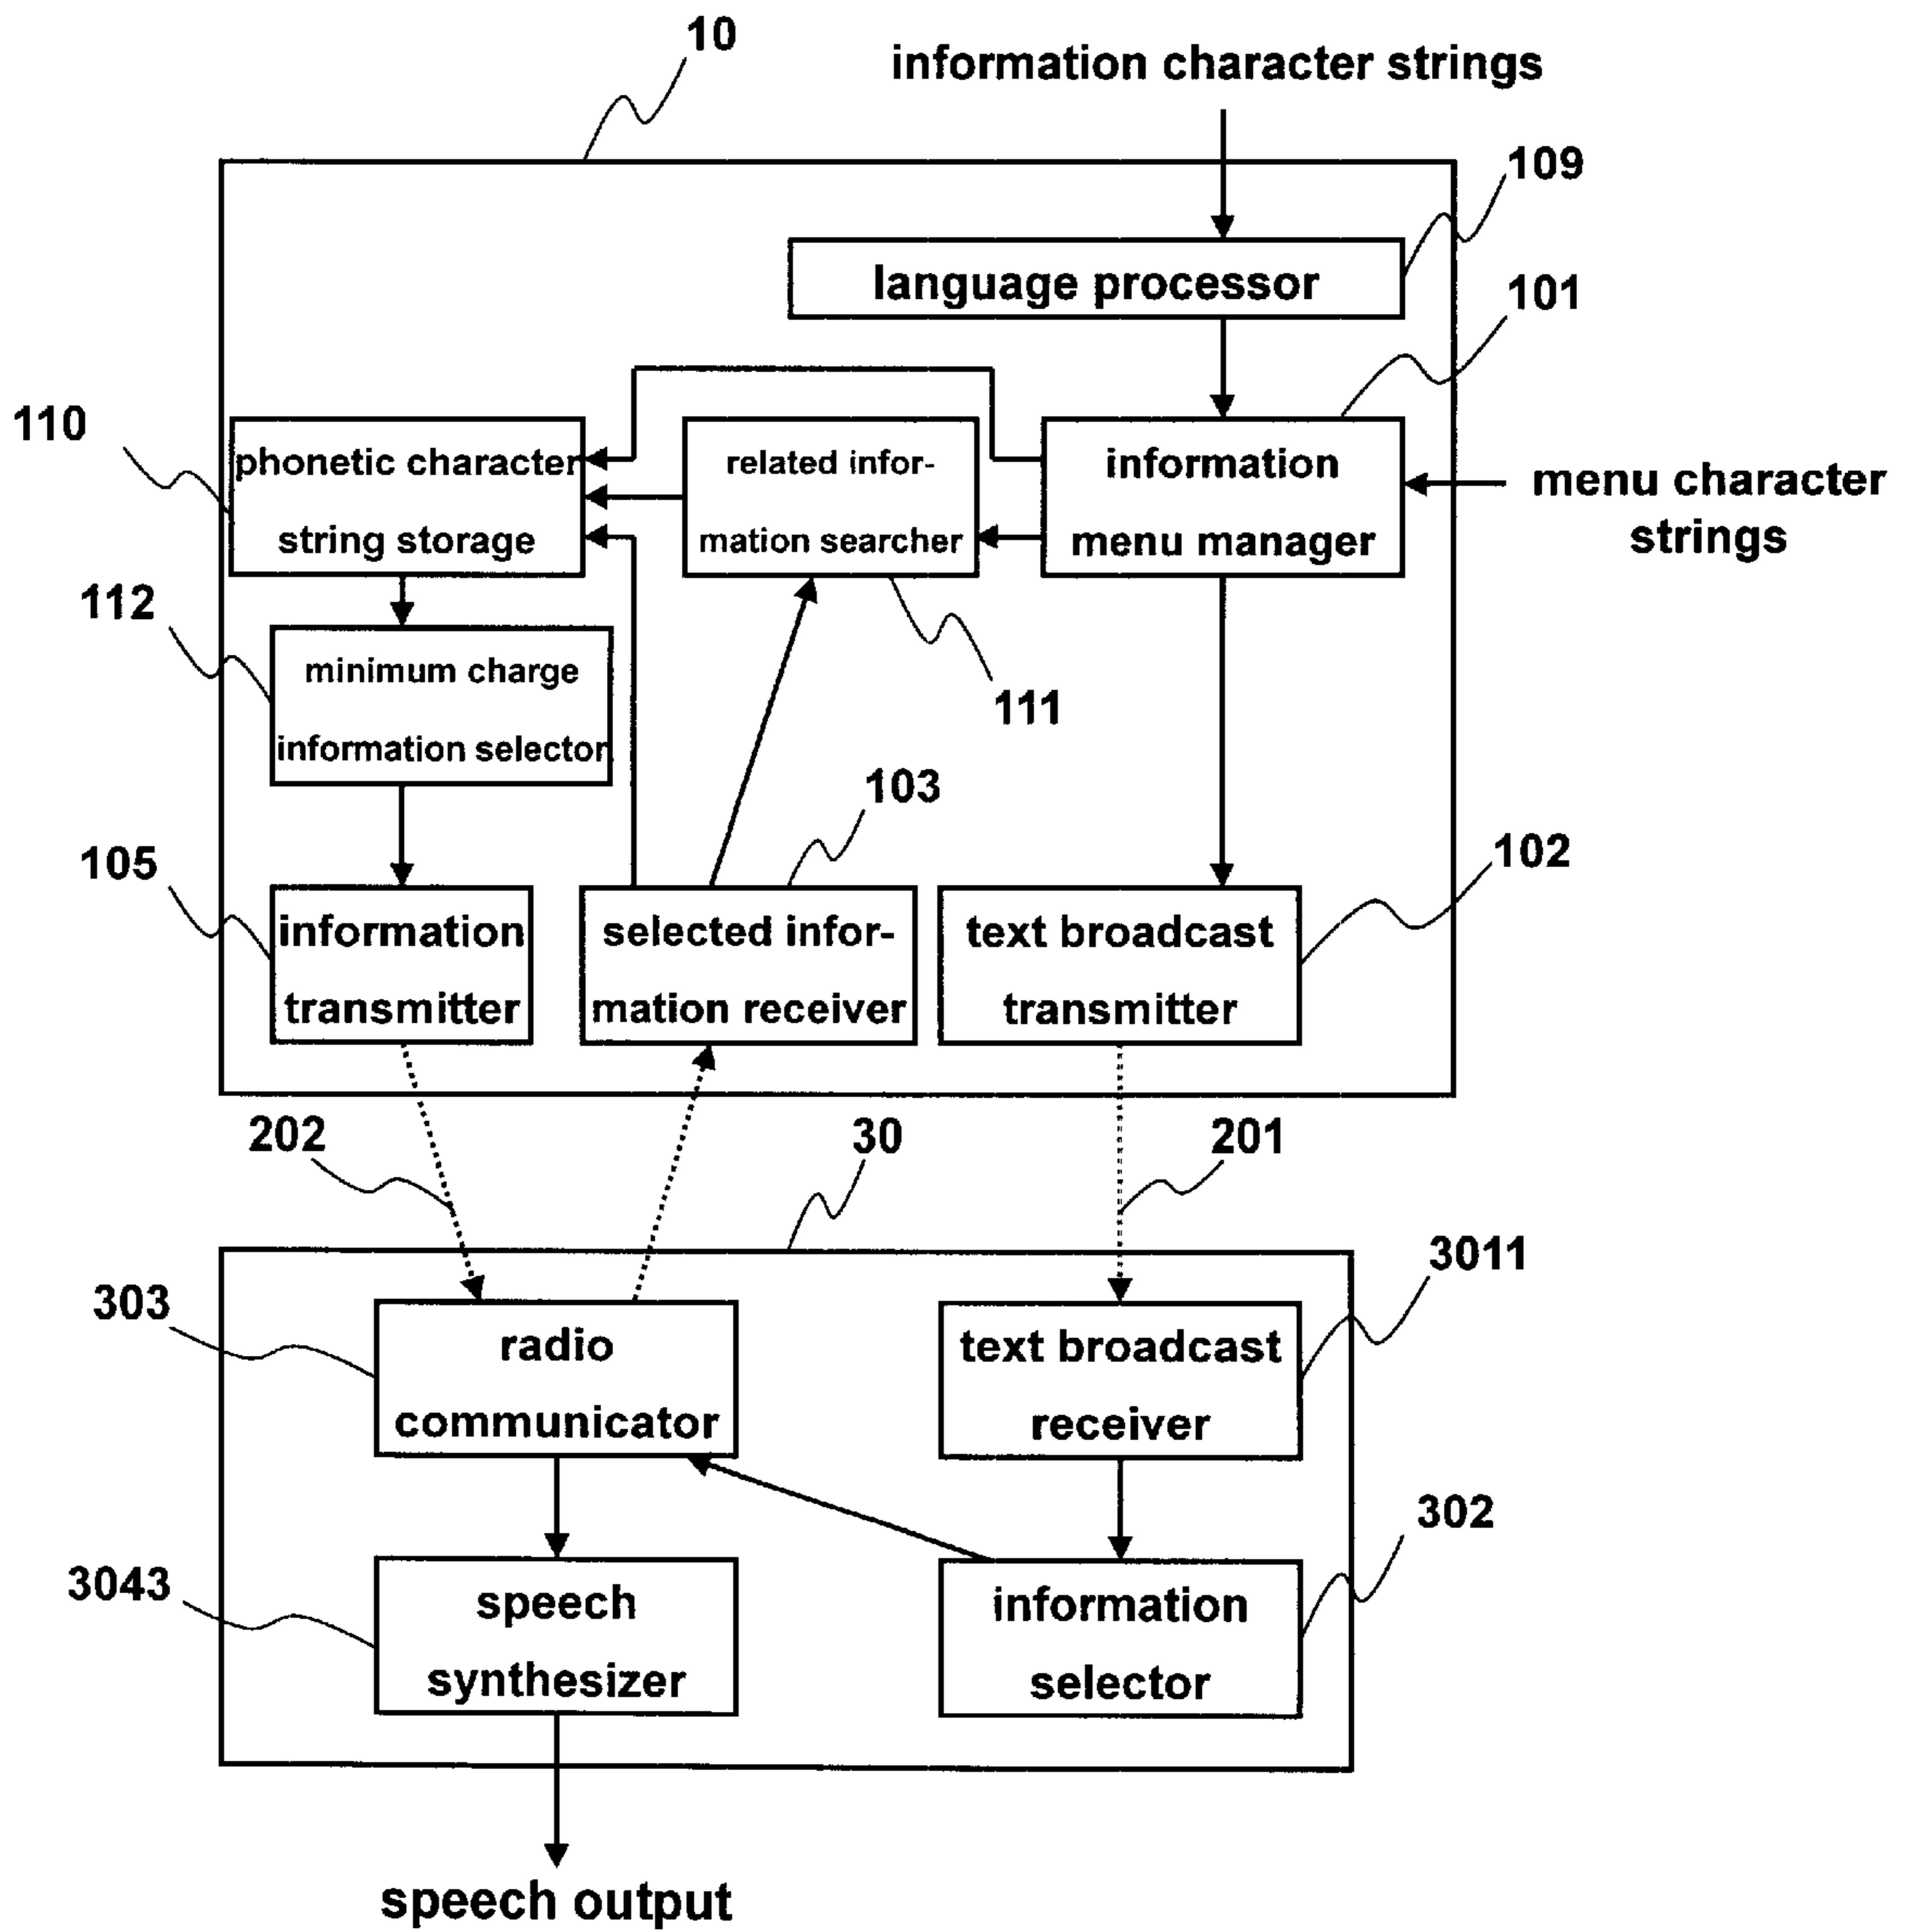 10
information character strings
109
language processor
101
110
phonetic character
string storage
related infor-
mation searcher
information
menu manager
menu character
strings
112
minimum charge
information selector
111
103
105
102
information
transmitter
selected infor-
mation receiver
text broadcast
transmitter
202
30
201
3011
303
radio
communicator
text broadcast
receiver
302
3043
speech
synthesizer
information
selector
speech output